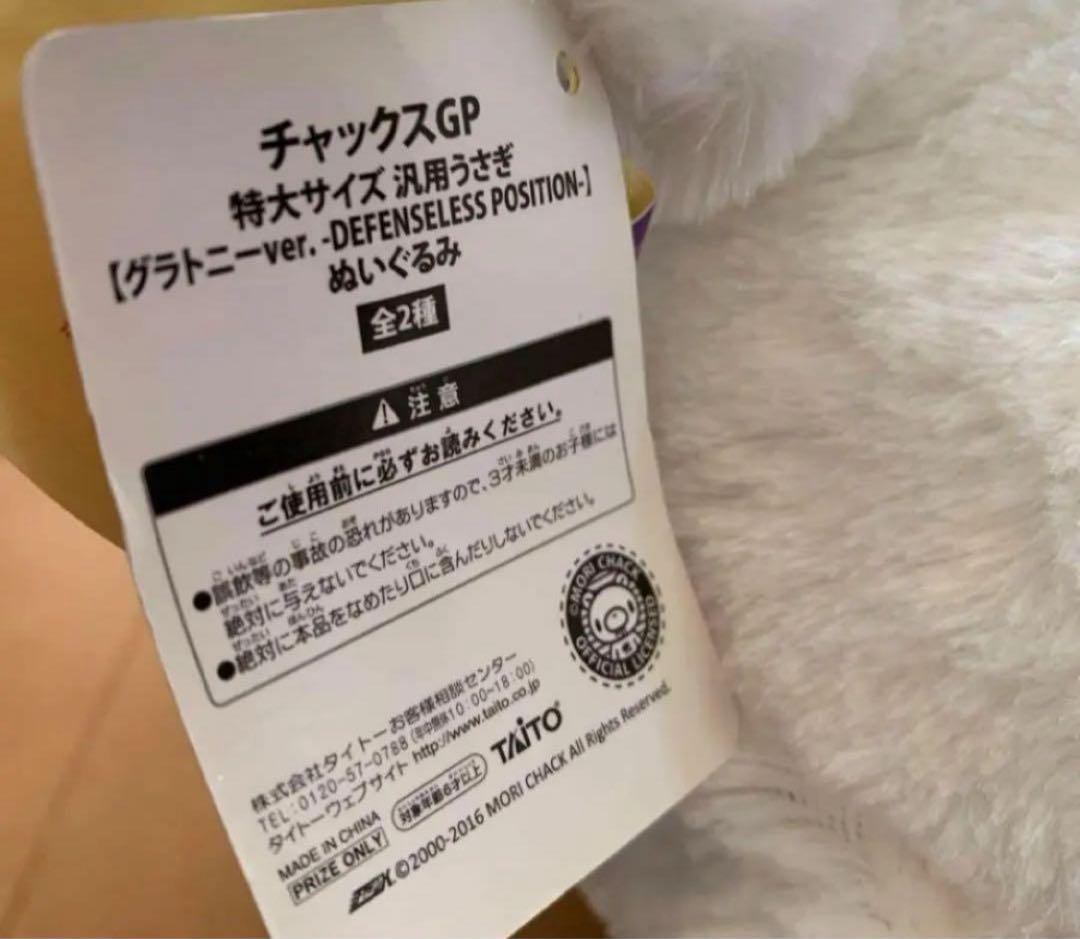 チャックスGP
特大サイズ 汎用うさぎ
【グラトニーver. -DEFENSELESS POSITION-】
ぬいぐるみ
全2種
注意
ご使用前に必ずお読みください。
●誤飲等の事故の恐れがありますので、3才未満のお子様には
絶対に与えないでください。
●絶対に本品をなめたり口に含んだりしないでください。
©MORI CHACK
OFFICIAL LICENSED
株式会社タイトーお客様相談センター
TEL:0120-57-0788 (年中無休10:00~18:00)
タイトーウェブサイト http://www.taito.co.jp
対象年齢6才以上
TAITO®
MADE IN CHINA
PRIZE ONLY
©2000-2016 MORI CHACK All Rights Reserved.